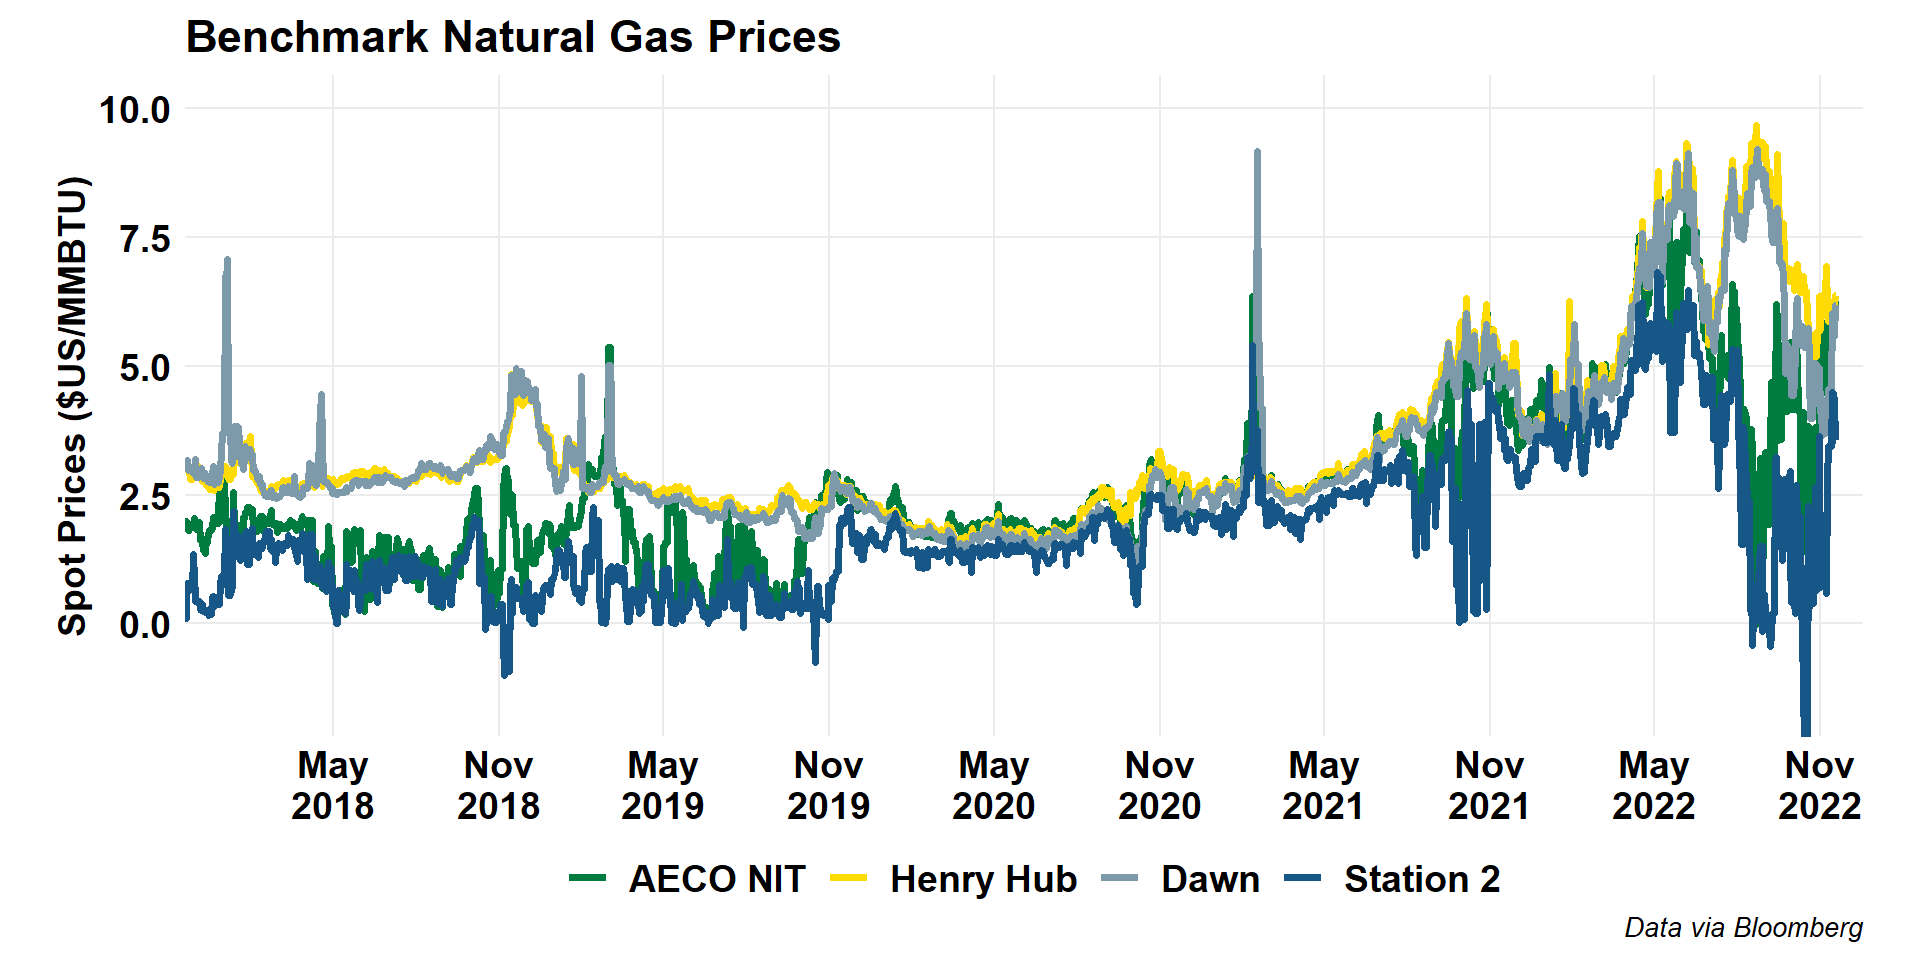 Benchmark Natural Gas Prices
Spot Prices ($US/MMBTU)
10.0
7.5
5.0
2.5
0.0
May Nov May Nov May Nov May Nov May Nov
2018 2018 2019 2019 2020 2020 2021 2021 2022 2022
AECO NIT Henry Hub Dawn Station 2
Data via Bloomberg